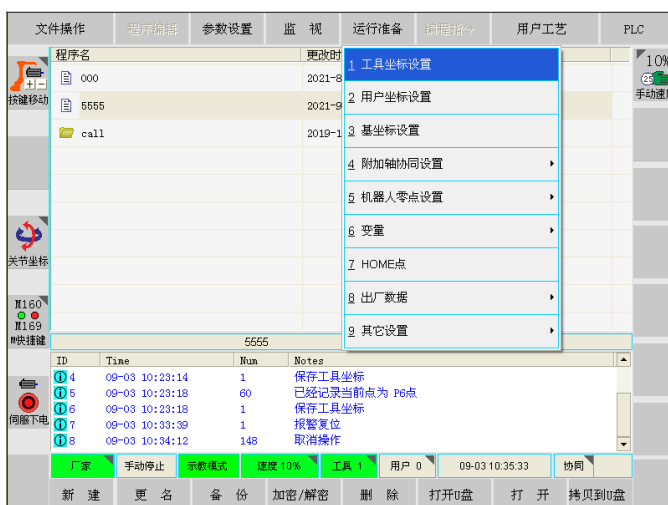 文件操作 程序编辑 参数设置 监 视 运行准备 编程指令 用户工艺 PLC
程序名 更改时
000 2021-8
5555 2021-9
call 2019-1
1 工具坐标设置
2 用户坐标设置
3 基坐标设置
4 附加轴协同设置
5 机器人零点设置
6 变量
7 HOME点
8 出厂数据
9 其它设置
按键移动
关节坐标
M160
M169
M快捷键
伺服下电
10%
手动速
5555
ID Time Num Notes
4 09-03 10:23:14 1 保存工具坐标
5 09-03 10:23:18 60 已经记录当前点为 P6点
6 09-03 10:23:18 1 保存工具坐标
7 09-03 10:33:39 1 报警复位
8 09-03 10:34:12 148 取消操作
厂家 手动停止 示教模式 速度 10% 工具 1 用户 0 09-03 10:35:33 协同
新 建 更 名 备 份 加密/解密 删 除 打开U盘 打 开 拷贝到U盘